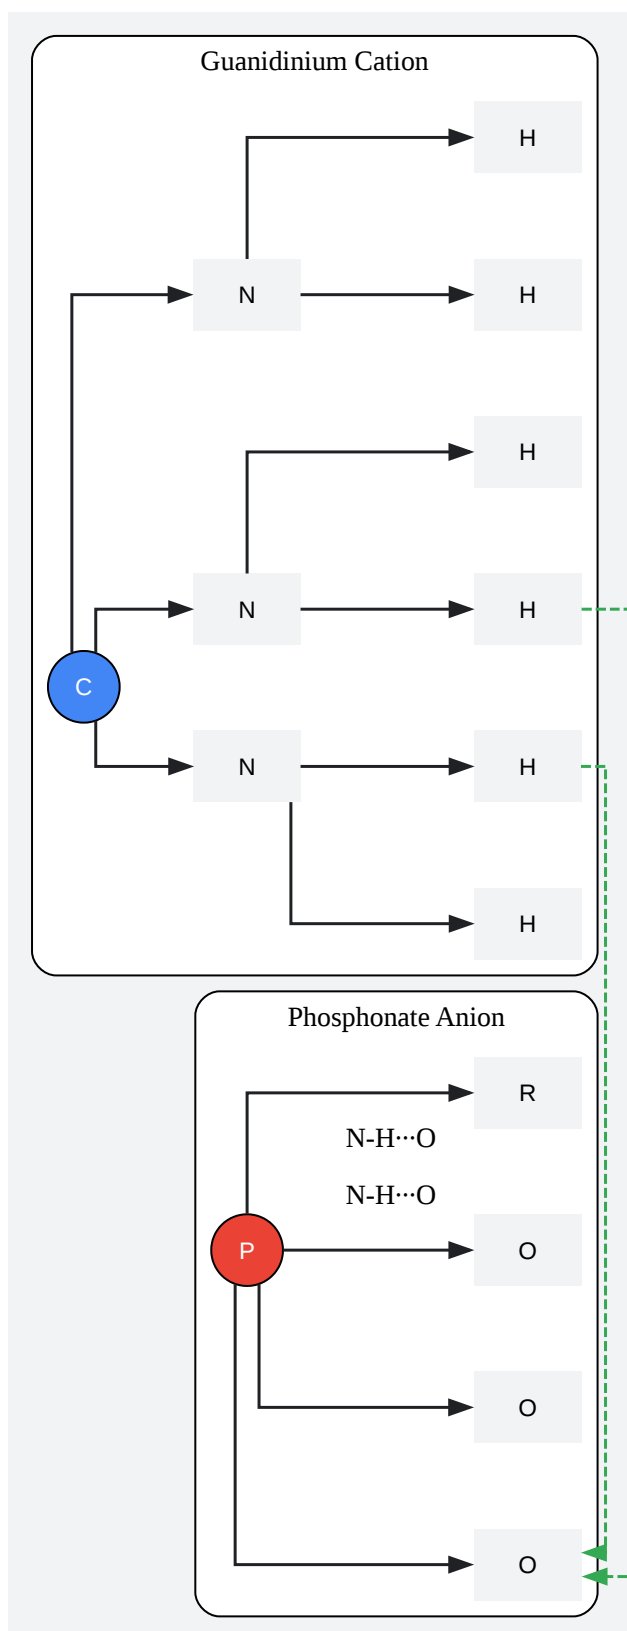 Guanidinium Cation
H
N
H
H
N
H
C
N
H
H
Phosphonate Anion
R
N-H···O
N-H···O
P
O
O
O